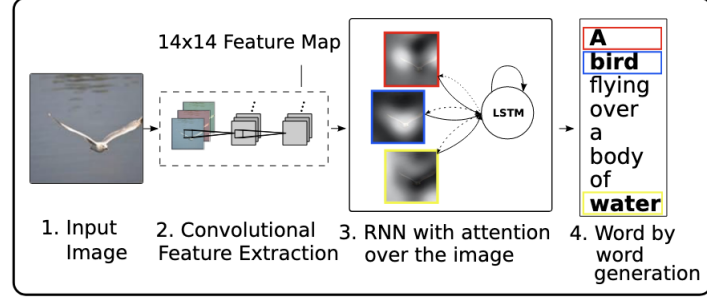 14x14 Feature Map
LSTM
A
bird
flying
over
a
body
of
water
1. Input
Image
2. Convolutional
Feature Extraction
3. RNN with attention
over the image
4. Word by
word
generation